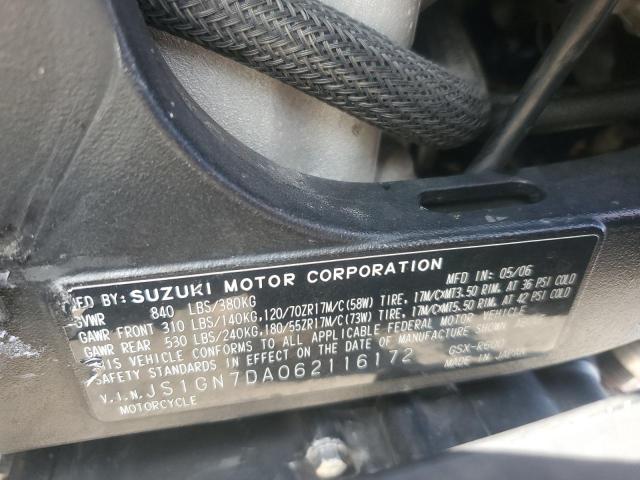 MFD BY: SUZUKI MOTOR CORPORATION MFD IN: 05/06
GVWR 840 LBS/380KG
GAWR FRONT 310 LBS/140KG, 120/70ZR17M/C(58W) TIRE, 17M/CXMT3.50 RIM. AT 36 PSI COLD
GAWR REAR 530 LBS/240KG, 180/55ZR17M/C(73W) TIRE, 17M/CXMT5.50 RIM. AT 42 PSI COLD
THIS VEHICLE CONFORMS TO ALL APPLICABLE FEDERAL MOTOR VEHICLE
SAFETY STANDARDS IN EFFECT ON THE DATE OF MANUFACTURE SHOWN ABOVE.
V.I.N. JS1GN7DA062116172 GSX-R600
MOTORCYCLE MADE IN JAPAN